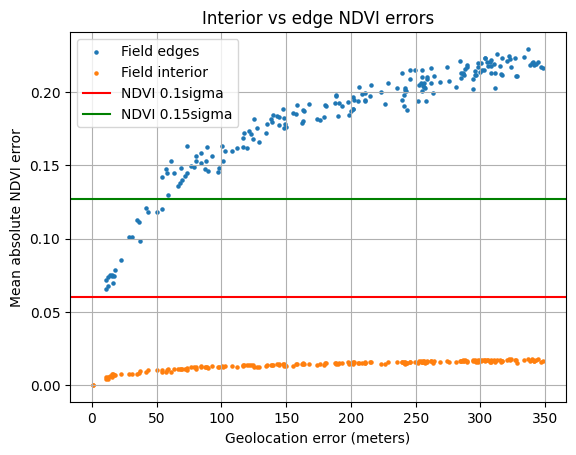 Interior vs edge NDVI errors
Field edges
Field interior
NDVI 0.1sigma
NDVI 0.15sigma
Mean absolute NDVI error
0.20
0.15
0.10
0.05
0.00
0 50 100 150 200 250 300 350
Geolocation error (meters)